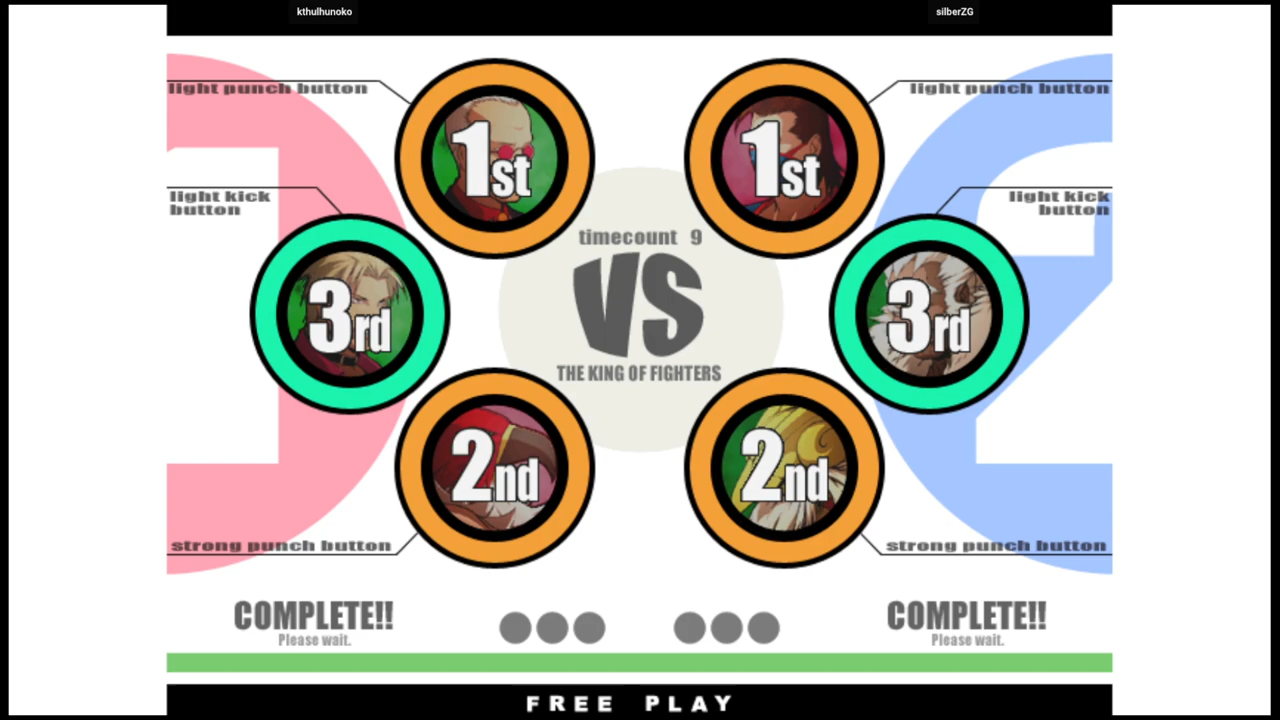 kthulhunoko
silberZG
light punch button
light punch button
1st
1st
light kick
button
light kick
button
timecount 9
VS
THE KING OF FIGHTERS
3rd
3rd
2nd
2nd
strong punch button
strong punch button
COMPLETE!!
Please wait.
COMPLETE!!
Please wait.
FREE PLAY